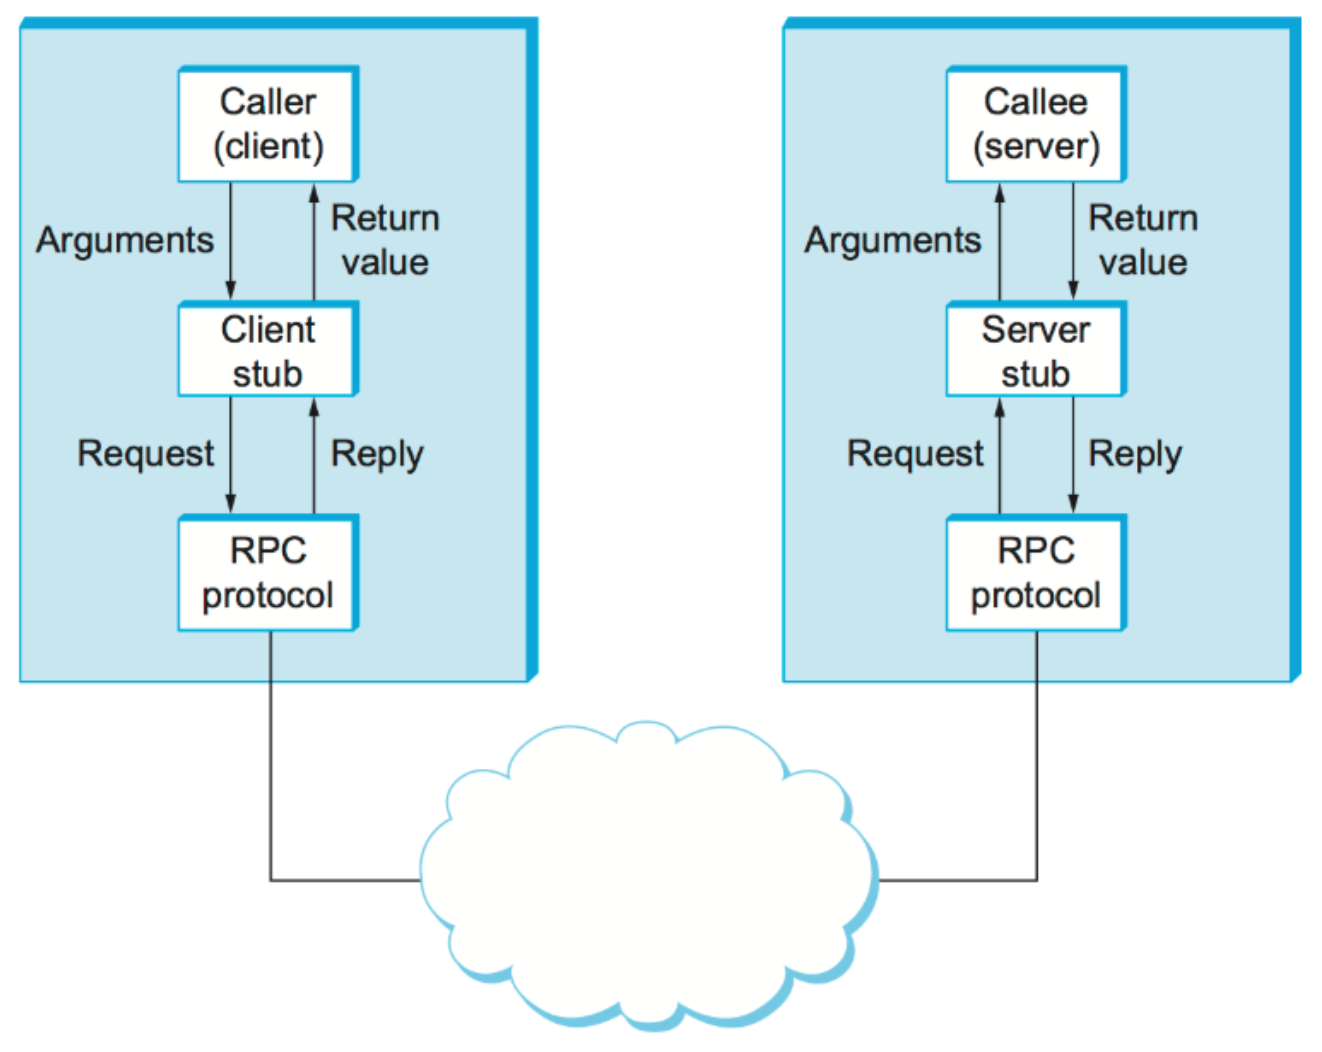 Caller
(client)
Arguments
Return
value
Client
stub
Request
Reply
RPC
protocol
Callee
(server)
Arguments
Return
value
Server
stub
Request
Reply
RPC
protocol